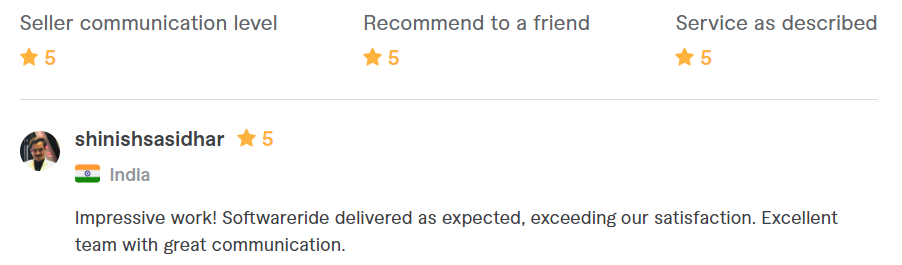 Seller communication level Recommend to a friend Service as described
5 5 5
shinishsasidhar 5
India
Impressive work! Softwareride delivered as expected, exceeding our satisfaction. Excellent
team with great communication.